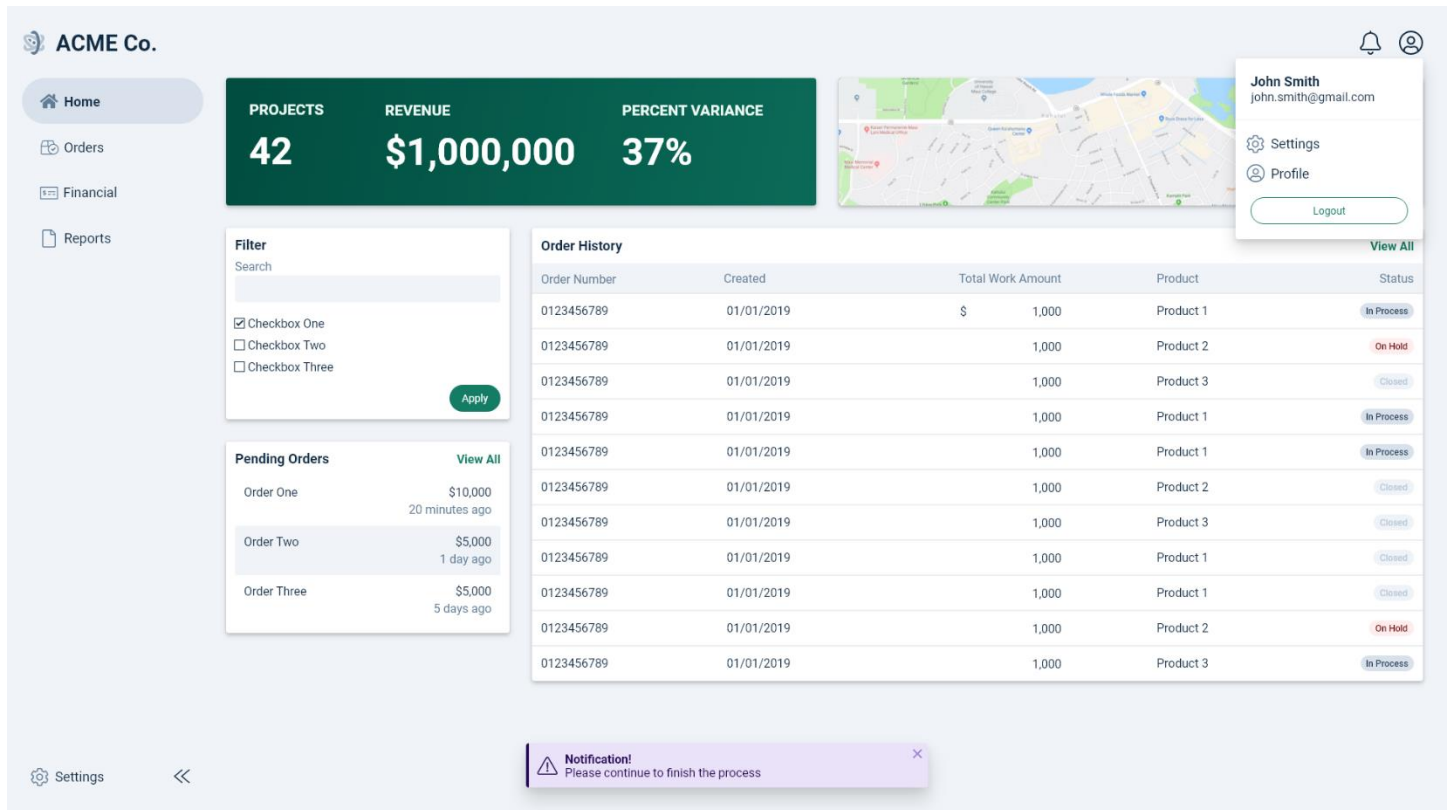 ACME Co.
John Smith
john.smith@gmail.com
Settings
Profile
Logout
Home
Orders
Financial
Reports
PROJECTS REVENUE PERCENT VARIANCE
42 $1,000,000 37%
Filter
Search
Checkbox One
Checkbox Two
Checkbox Three
Apply
Pending Orders View All
Order One $10,000
20 minutes ago
Order Two $5,000
1 day ago
Order Three $5,000
5 days ago
Order History View All
Order Number Created Total Work Amount Product Status
0123456789 01/01/2019 $ 1,000 Product 1 In Process
0123456789 01/01/2019 1,000 Product 2 On Hold
0123456789 01/01/2019 1,000 Product 3 Closed
0123456789 01/01/2019 1,000 Product 1 In Process
0123456789 01/01/2019 1,000 Product 1 In Process
0123456789 01/01/2019 1,000 Product 2 Closed
0123456789 01/01/2019 1,000 Product 3 Closed
0123456789 01/01/2019 1,000 Product 1 Closed
0123456789 01/01/2019 1,000 Product 1 Closed
0123456789 01/01/2019 1,000 Product 2 On Hold
0123456789 01/01/2019 1,000 Product 3 In Process
Settings
Notification!
Please continue to finish the process